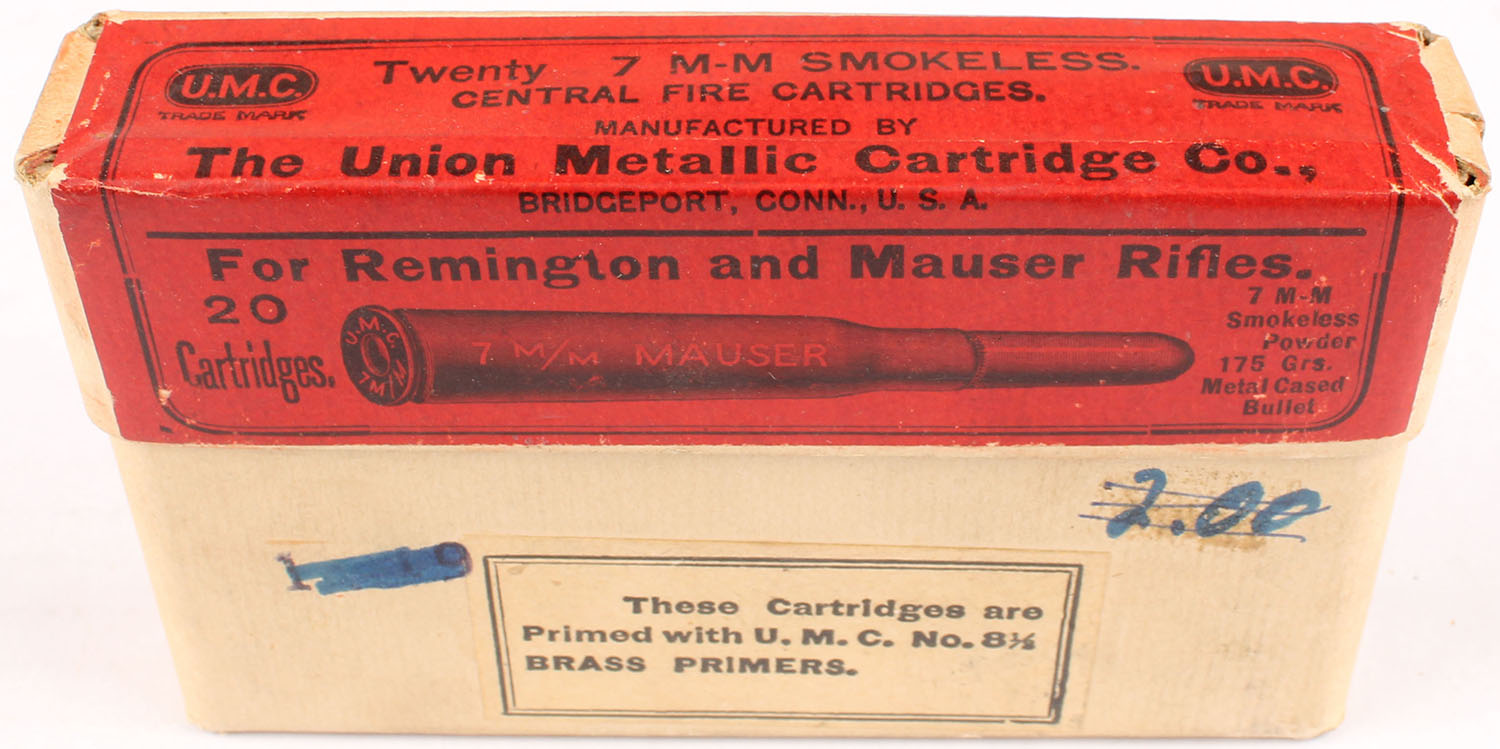 U.M.C. Twenty 7 M-M SMOKELESS. U.M.C.
TRADE MARK CENTRAL FIRE CARTRIDGES. TRADE MARK
MANUFACTURED BY
The Union Metallic Cartridge Co.,
BRIDGEPORT, CONN., U. S. A.
For Remington and Mauser Rifles.
20
Cartridges.
U.M.C.
7 M/M
7 M/M MAUSER
7 M-M
Smokeless
Powder
175 Grs.
Metal Cased
Bullet
2.00
These Cartridges are
Primed with U. M. C. No. 8½
BRASS PRIMERS.